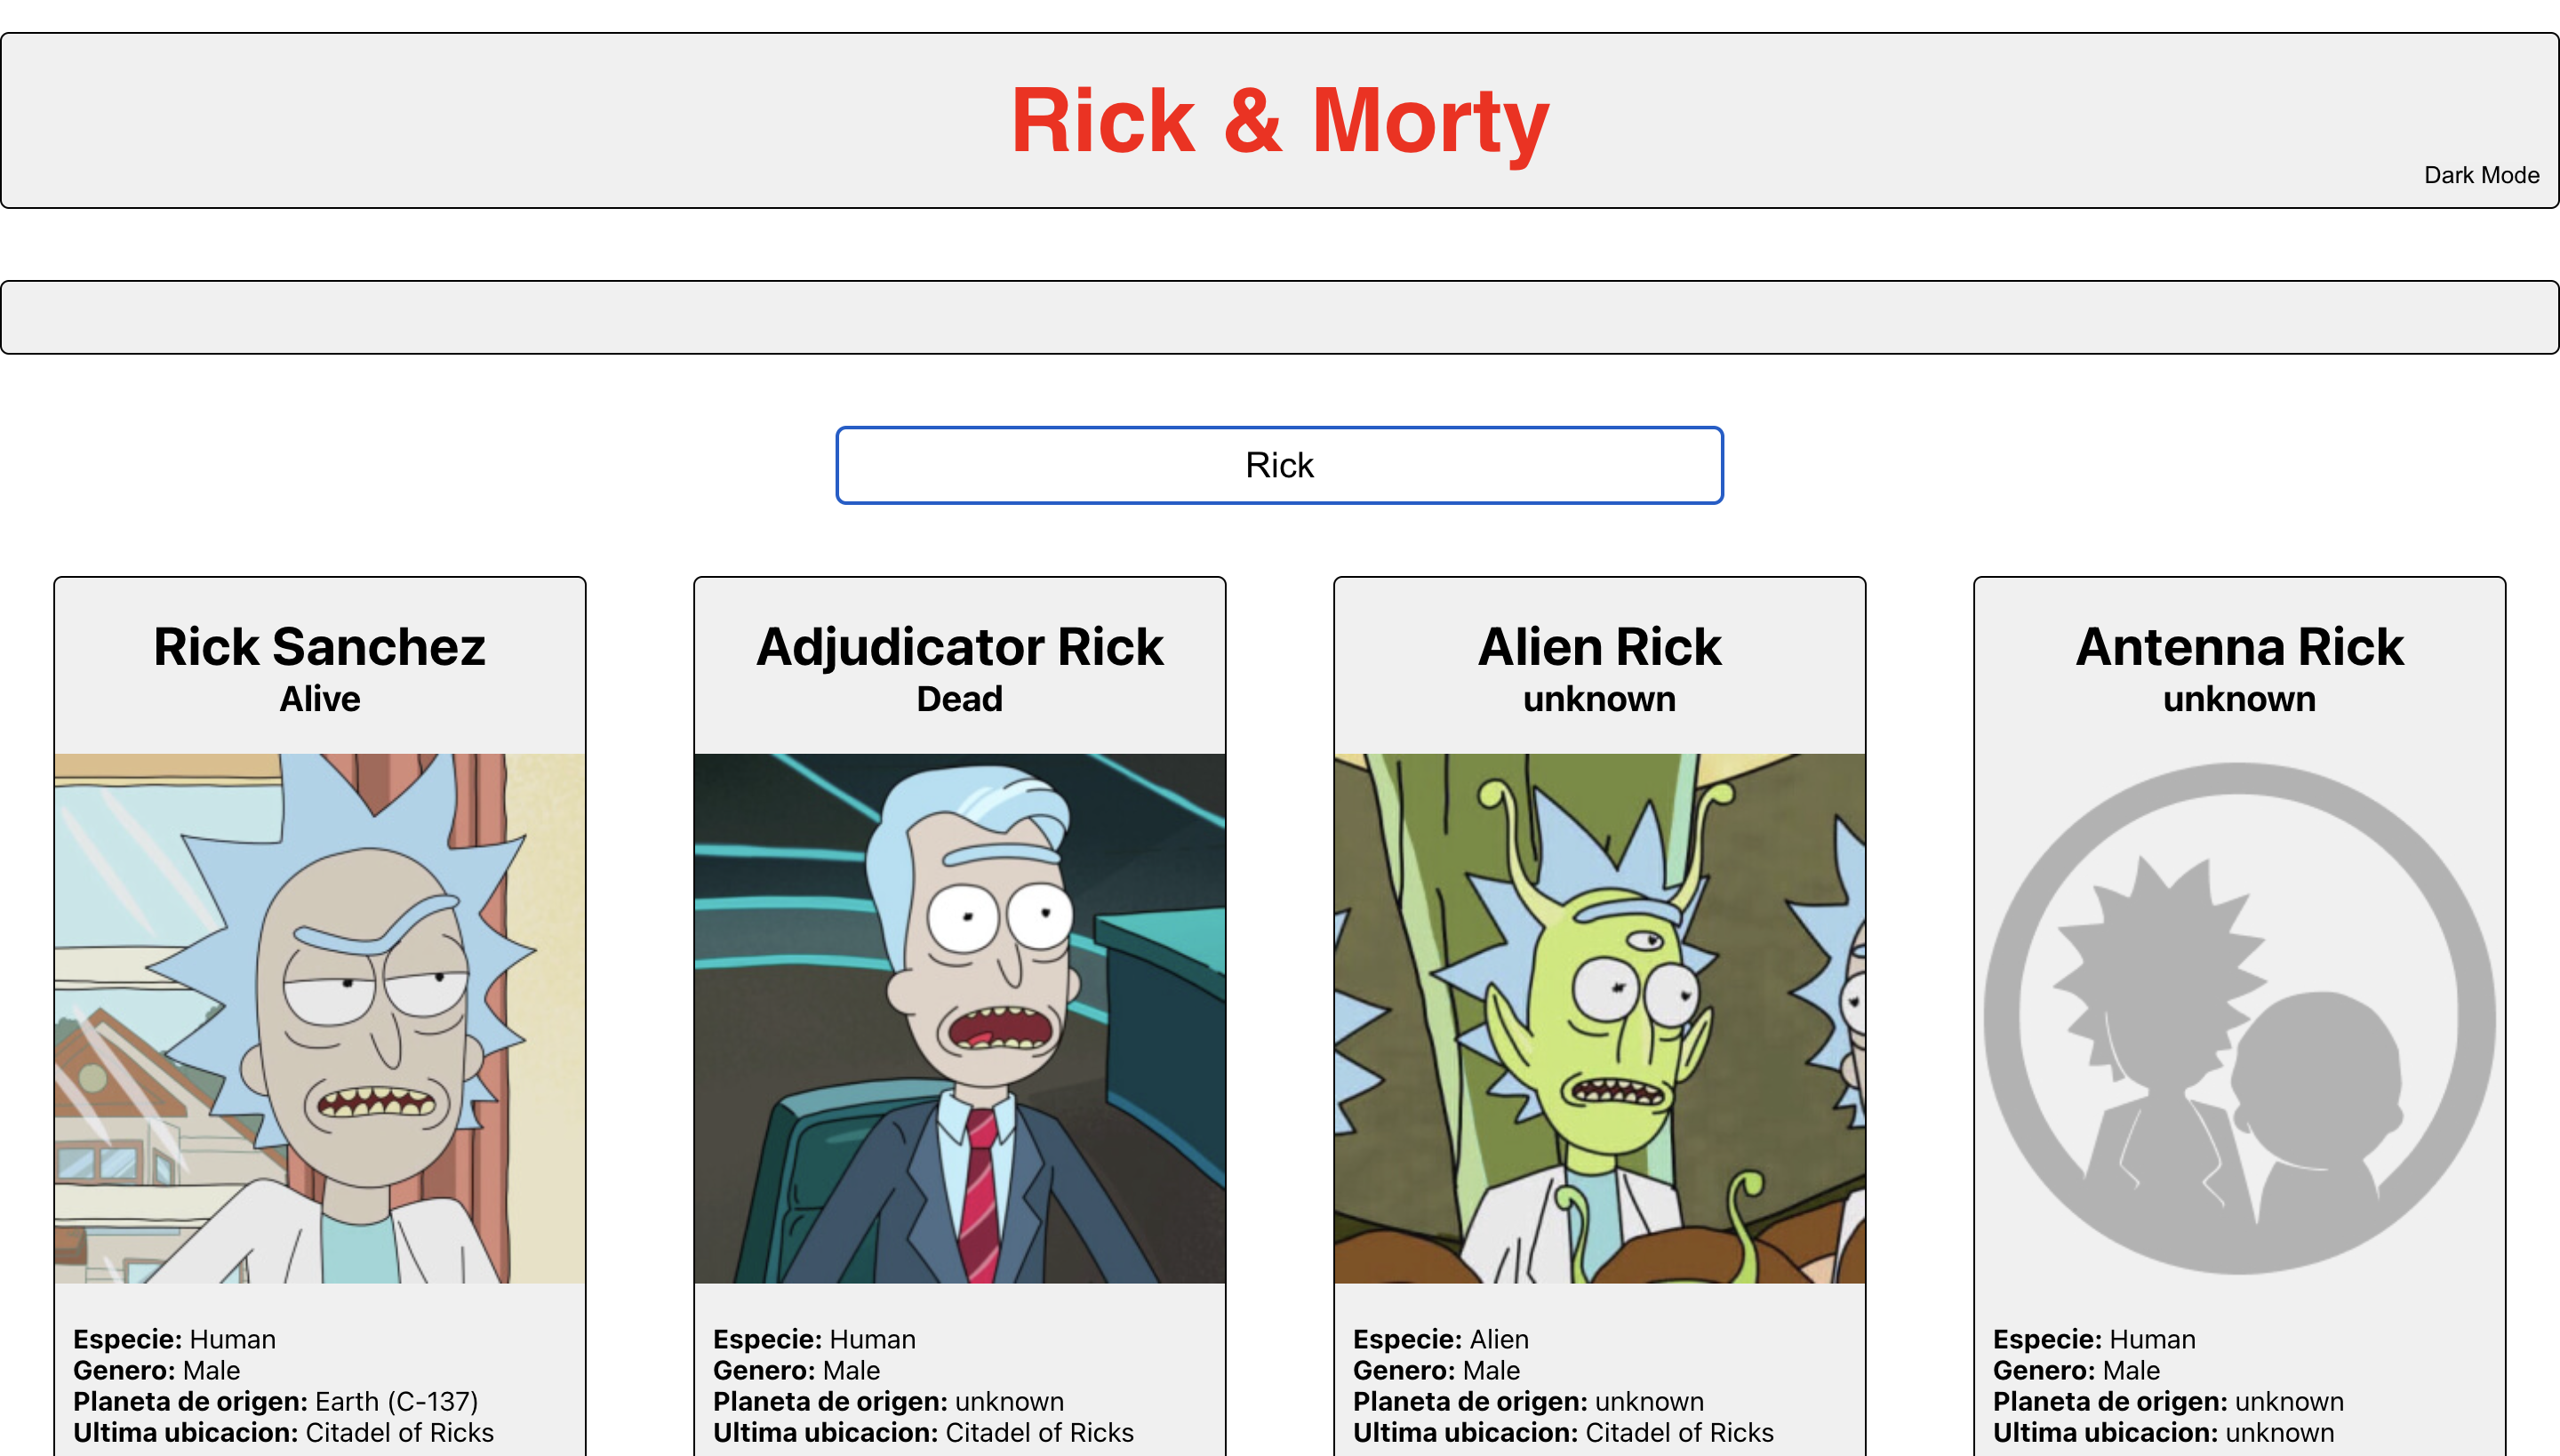 Rick & Morty
Dark Mode
Rick
Rick Sanchez
Alive
Especie: Human
Genero: Male
Planeta de origen: Earth (C-137)
Ultima ubicacion: Citadel of Ricks
Adjudicator Rick
Dead
Especie: Human
Genero: Male
Planeta de origen: unknown
Ultima ubicacion: Citadel of Ricks
Alien Rick
unknown
Especie: Alien
Genero: Male
Planeta de origen: unknown
Ultima ubicacion: Citadel of Ricks
Antenna Rick
unknown
Especie: Human
Genero: Male
Planeta de origen: unknown
Ultima ubicacion: unknown